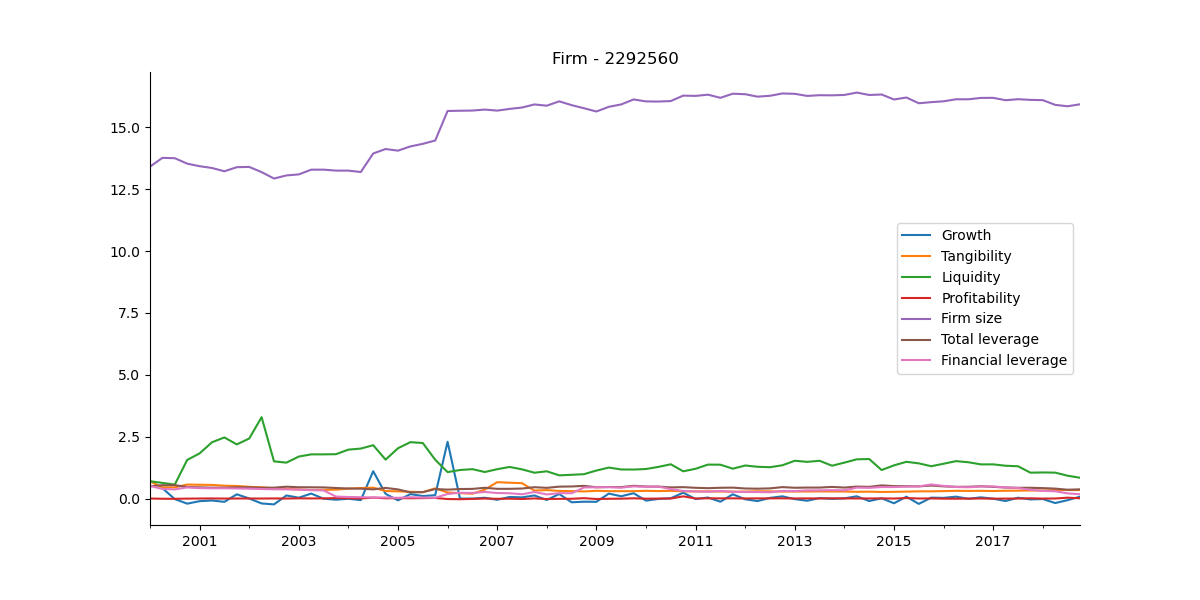 Firm - 2292560
15.0
12.5
10.0
7.5
5.0
2.5
0.0
Growth
Tangibility
Liquidity
Profitability
Firm size
Total leverage
Financial leverage
2001 2003 2005 2007 2009 2011 2013 2015 2017